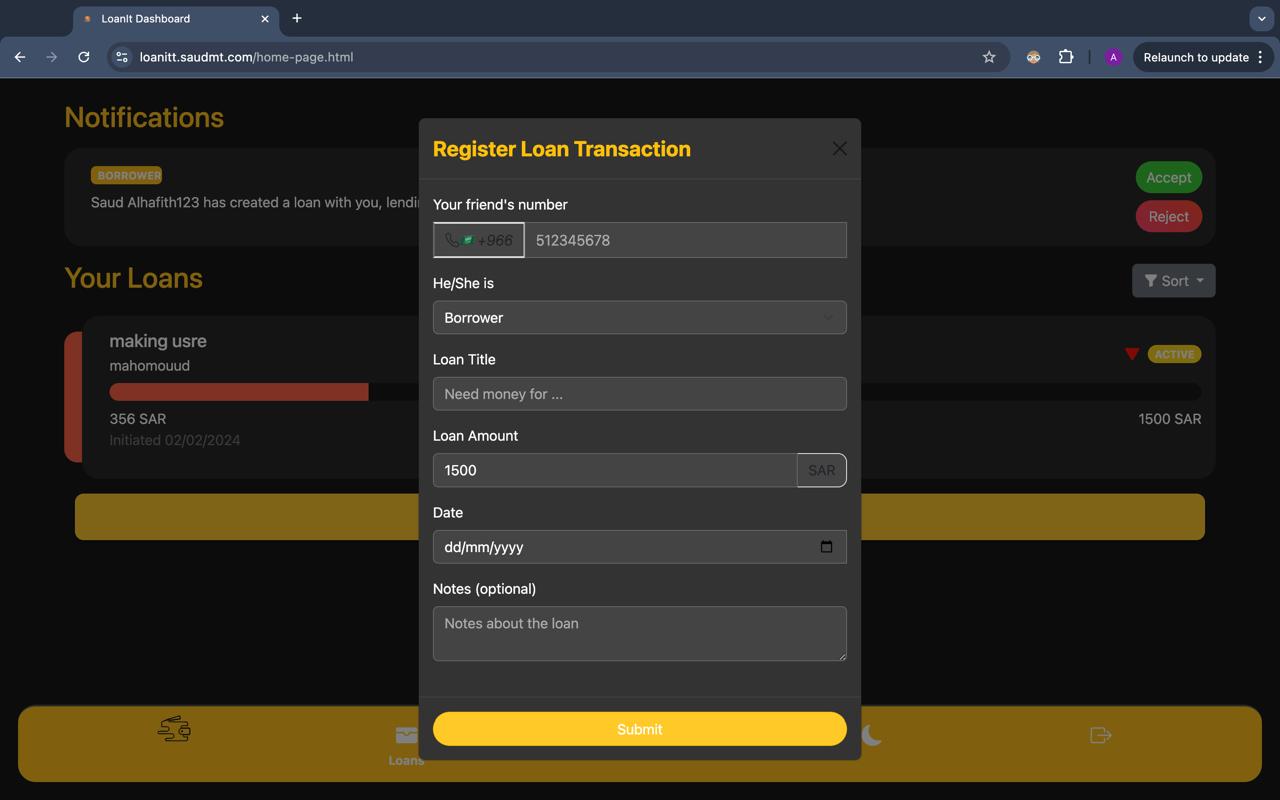 LoanIt Dashboard
loanitt.saudmt.com/home-page.html
A
Relaunch to update
Notifications
BORROWER
Saud Alhafith123 has created a loan with you, lendi
Accept
Reject
Your Loans
Sort
making usre
mahomouud
ACTIVE
356 SAR
1500 SAR
Initiated 02/02/2024
Register Loan Transaction
Your friend's number
+966
512345678
He/She is
Borrower
Loan Title
Need money for ...
Loan Amount
1500
SAR
Date
dd/mm/yyyy
Notes (optional)
Notes about the loan
Submit
Loans